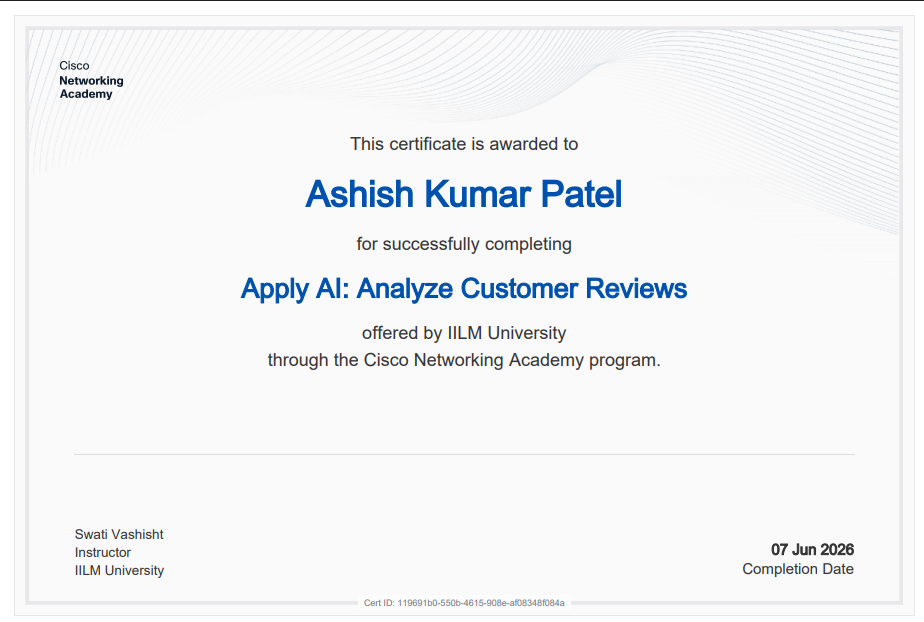 Cisco
Networking
Academy
This certificate is awarded to
Ashish Kumar Patel
for successfully completing
Apply AI: Analyze Customer Reviews
offered by IILM University
through the Cisco Networking Academy program.
Swati Vashisht
Instructor
IILM University
07 Jun 2026
Completion Date
Cert ID: 119691b0-550b-4615-908e-af08348f084a